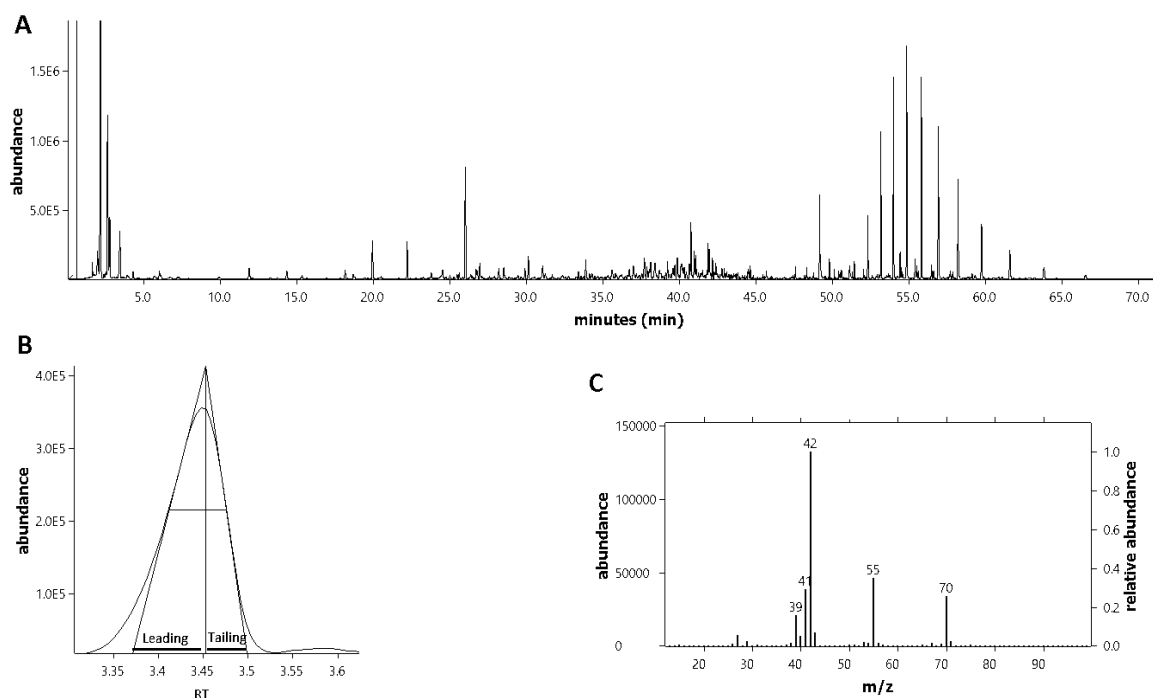 A
abundance
1.5E6
1.0E6
5.0E5
5.0 10.0 15.0 20.0 25.0 30.0 35.0 40.0 45.0 50.0 55.0 60.0 65.0 70.0
minutes (min)
B
abundance
4.0E5
3.0E5
2.0E5
1.0E5
Leading Tailing
3.35 3.45 3.45 3.5 3.55 3.6
RT
C
abundance
150000
100000
50000
0
42
55
41
70
39
1.0
0.8
0.6
0.4
0.2
0.0
relative abundance
20 30 40 50 60 70 80 90
m/z